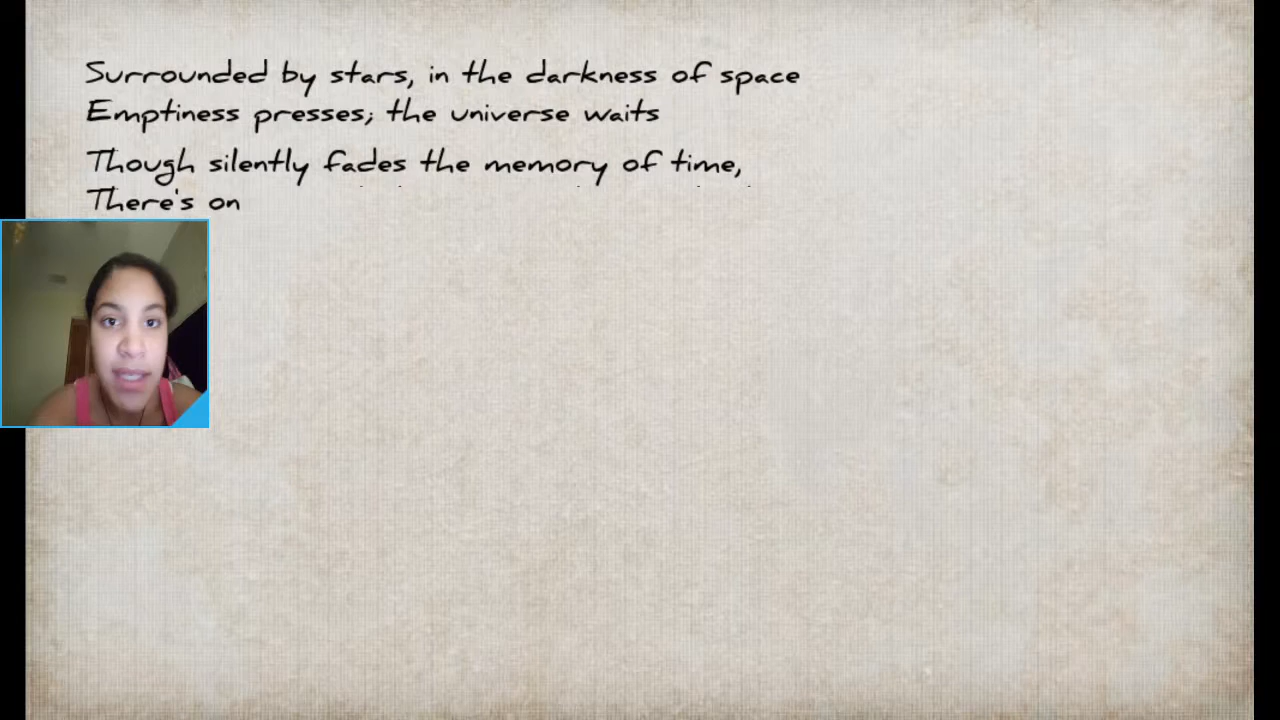 Surrounded by stars, in the darkness of space
Emptiness presses; the universe waits
Though silently fades the memory of time,
There's on